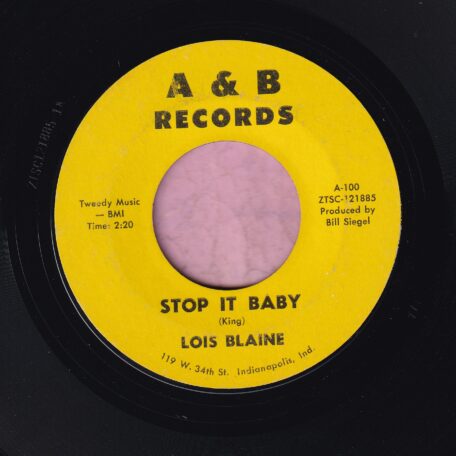 A & B
RECORDS
Tweedy Music
— BMI
Time: 2:20
A-100
ZTSC-121885
Produced by
Bill Siegel
STOP IT BABY
(King)
LOIS BLAINE
119 W. 34th St. Indianapolis, Ind.